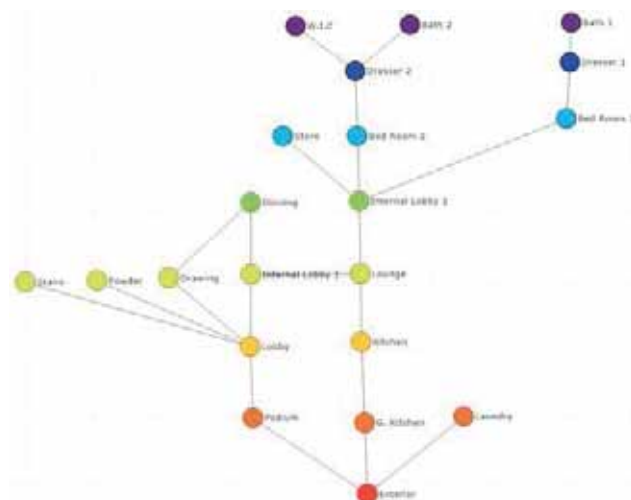 W.I.C
Bath 2
Bath 1
Dresser 2
Dresser 1
Store
Bed Room 2
Bed Room 1
Dining
Internal Lobby 2
Stairs
Powder
Drawing
Internal Lobby 1
Lounge
Lobby
Kitchen
Podium
G. Kitchen
Laundry
Exterior